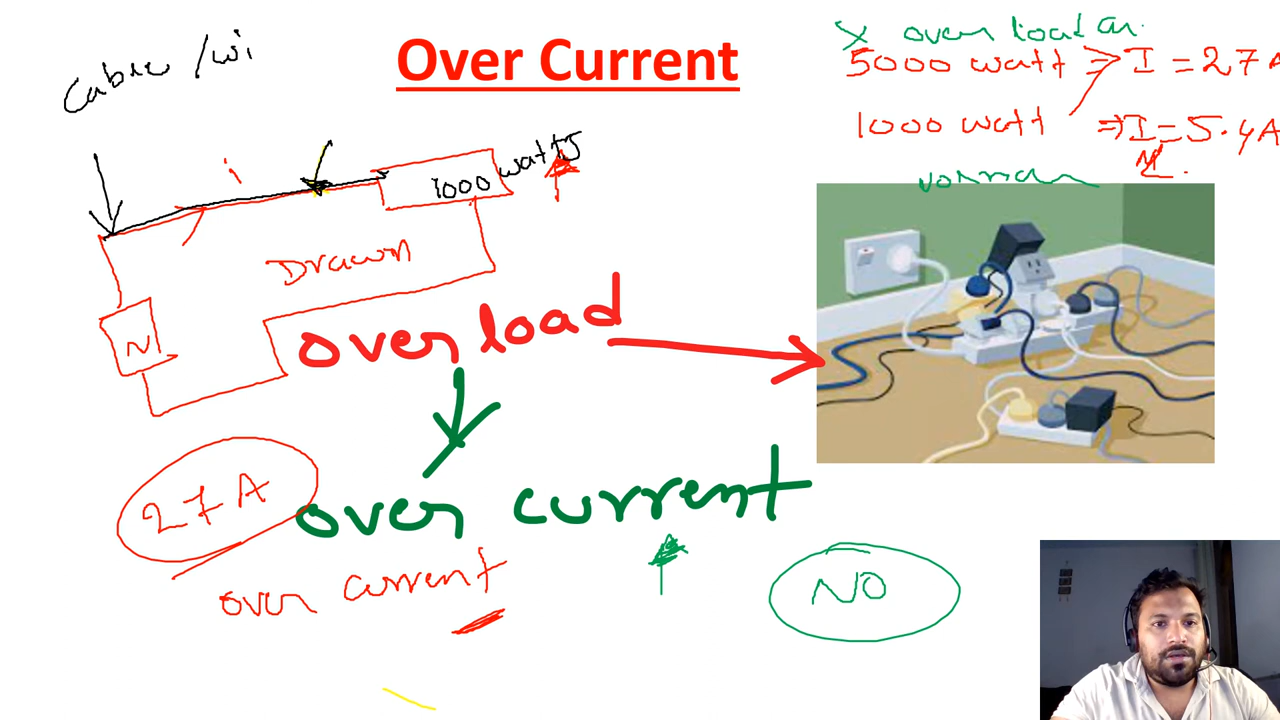 Over Current
X over load
5000 watt => I = 27A
1000 watt => I = 5.4A
Cable / wi
i
1000 watts
Drawn
N
over load
27 A
over current
over current
NO